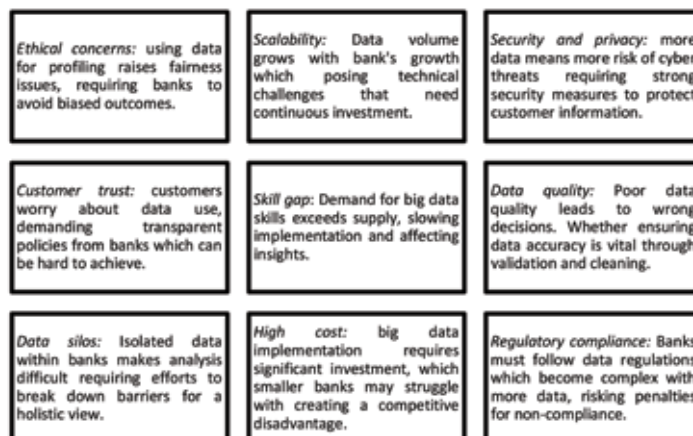 Ethical concerns: using data
for profiling raises fairness
issues, requiring banks to
avoid biased outcomes.
Scalability: Data volume
grows with bank's growth
which posing technical
challenges that need
continuous investment.
Security and privacy: more
data means more risk of cyber
threats requiring strong
security measures to protect
customer information.
Customer trust: customers
worry about data use,
demanding transparent
policies from banks which can
be hard to achieve.
Skill gap: Demand for big data
skills exceeds supply, slowing
implementation and affecting
insights.
Data quality: Poor data
quality leads to wrong
decisions. Whether ensuring
data accuracy is vital through
validation and cleaning.
Data silos: Isolated data
within banks makes analysis
difficult requiring efforts to
break down barriers for a
holistic view.
High cost: big data
implementation requires
significant investment, which
smaller banks may struggle
with creating a competitive
disadvantage.
Regulatory compliance: Banks
must follow data regulations
which become complex with
more data, risking penalties
for non-compliance.